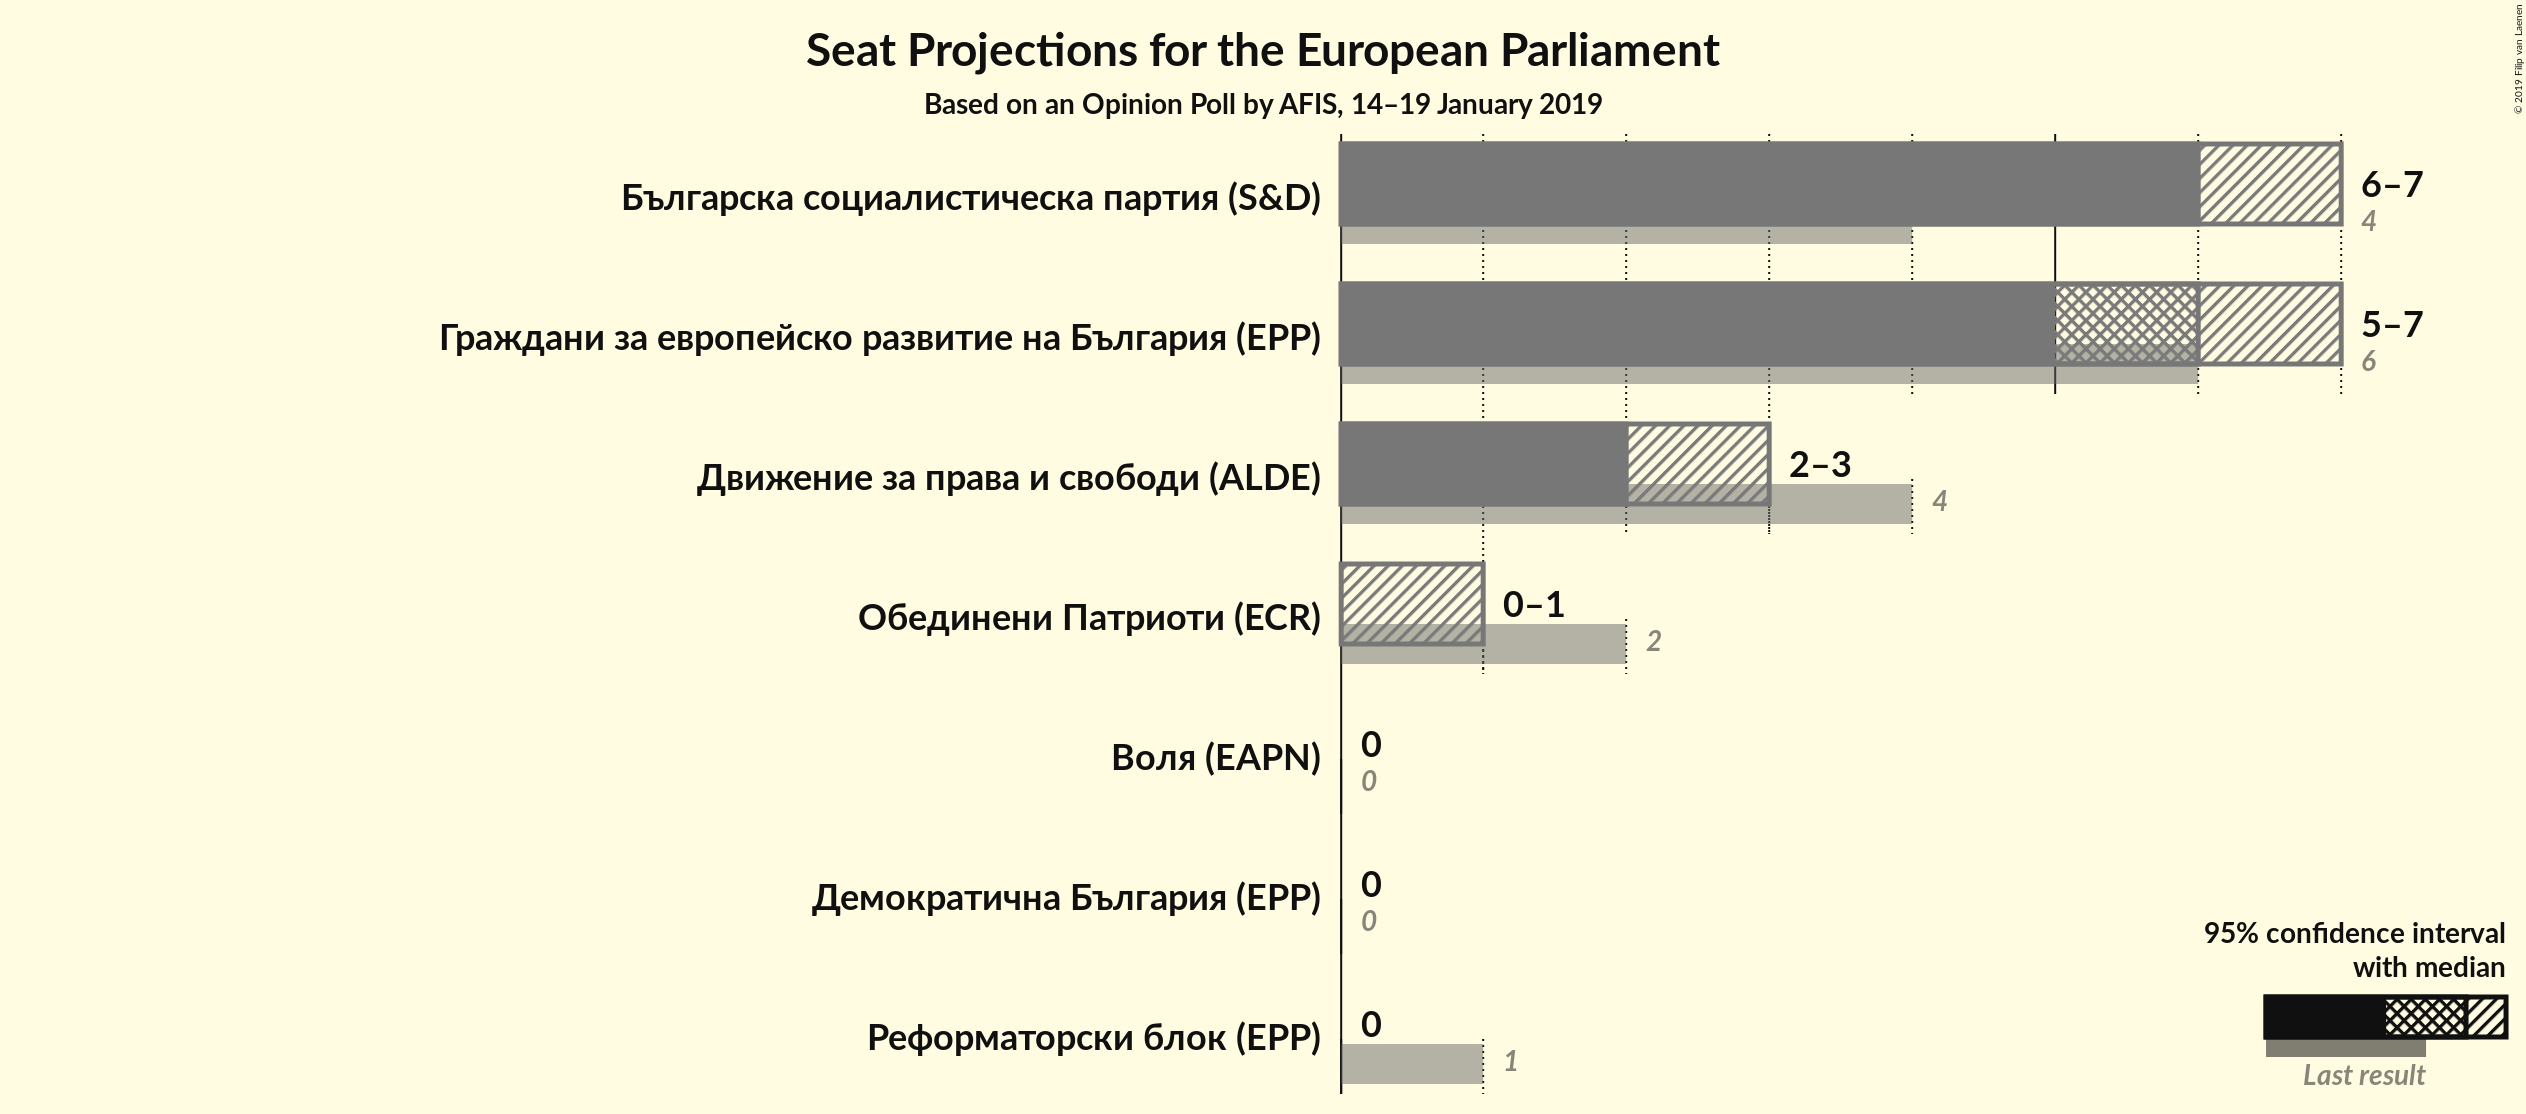 Seat Projections for the European Parliament
Based on an Opinion Poll by AFIS, 14–19 January 2019
© 2019 Filip van Laenen
Българска социалистическа партия (S&D)
6–7
4
Граждани за европейско развитие на България (EPP)
5–7
6
Движение за права и свободи (ALDE)
2–3
4
Обединени Патриоти (ECR)
0–1
2
Воля (EAPN)
0
0
Демократична България (EPP)
0
0
Реформаторски блок (EPP)
0
1
95% confidence interval
with median
Last result